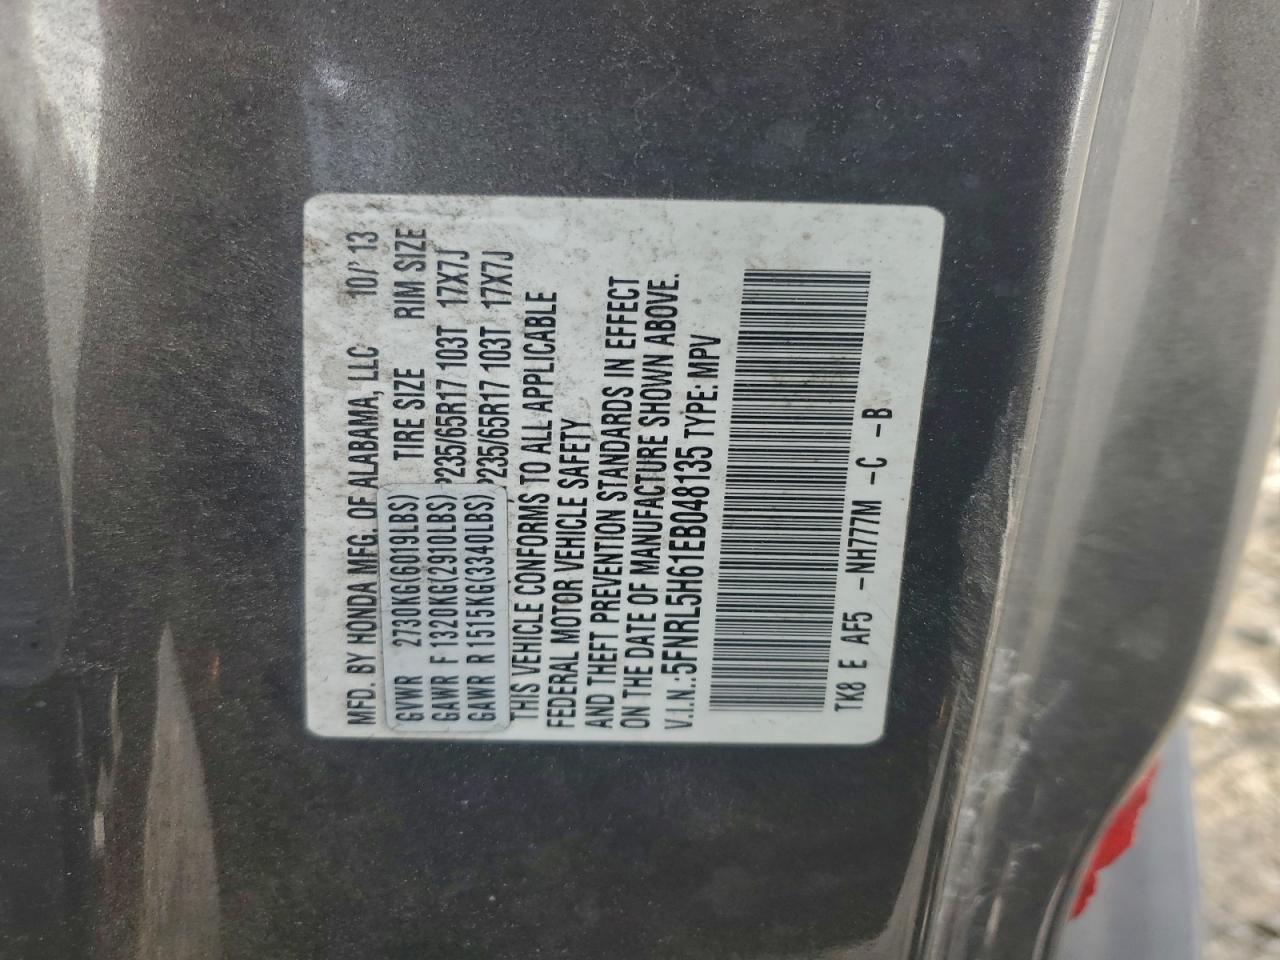 MFD. BY HONDA MFG. OF ALABAMA, LLC 10/' 13
GVWR 2730KG(6019LBS) TIRE SIZE RIM SIZE
GAWR F 1320KG(2910LBS) P235/65R17 103T 17X7J
GAWR R 1515KG(3340LBS) P235/65R17 103T 17X7J
THIS VEHICLE CONFORMS TO ALL APPLICABLE
FEDERAL MOTOR VEHICLE SAFETY
AND THEFT PREVENTION STANDARDS IN EFFECT
ON THE DATE OF MANUFACTURE SHOWN ABOVE.
V.I.N.:5FNRL5H61EB048135 TYPE: MPV
TK8 E AF5 -NH777M -C -B